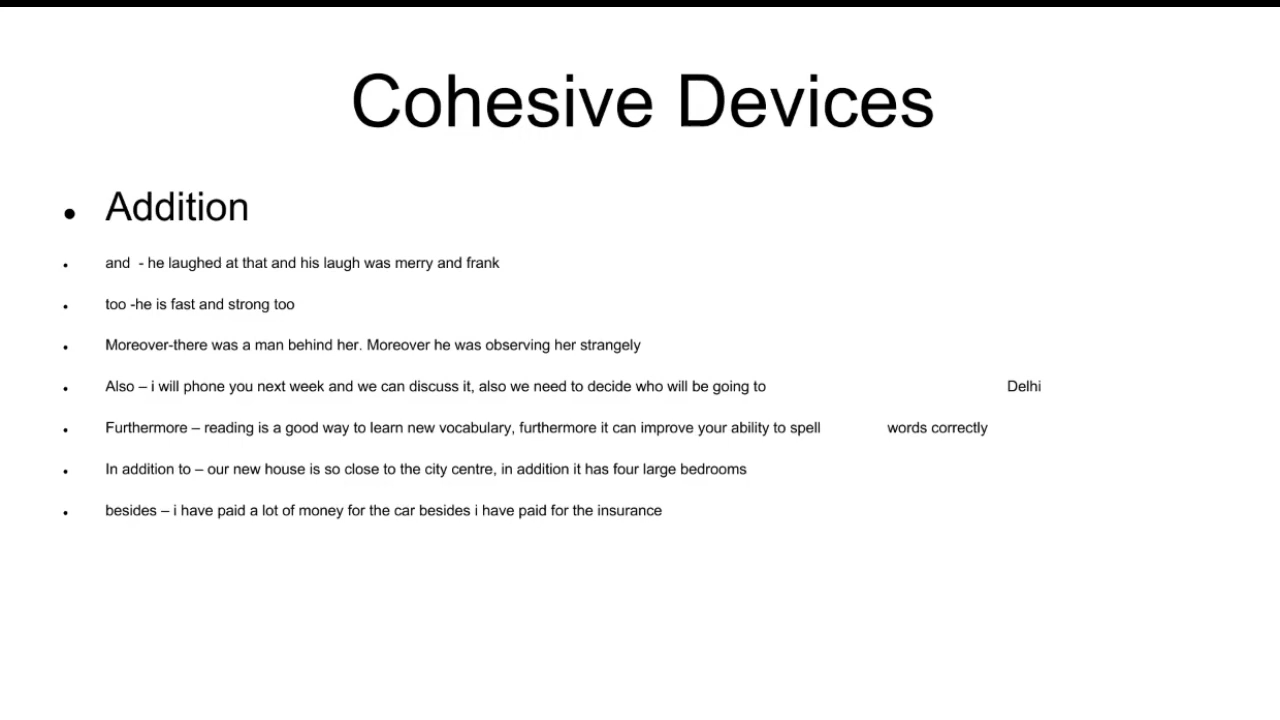 Cohesive Devices
• Addition
• and - he laughed at that and his laugh was merry and frank
• too -he is fast and strong too
• Moreover-there was a man behind her. Moreover he was observing her strangely
• Also – i will phone you next week and we can discuss it, also we need to decide who will be going to Delhi
• Furthermore – reading is a good way to learn new vocabulary, furthermore it can improve your ability to spell words correctly
• In addition to – our new house is so close to the city centre, in addition it has four large bedrooms
• besides – i have paid a lot of money for the car besides i have paid for the insurance